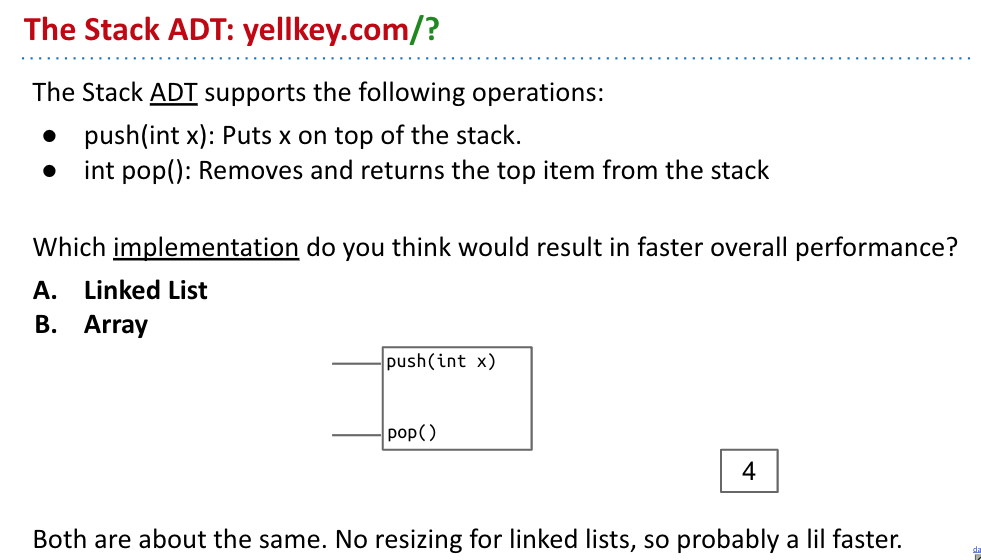 The Stack ADT: yellkey.com/?
The Stack ADT supports the following operations:
● push(int x): Puts x on top of the stack.
● int pop(): Removes and returns the top item from the stack
Which implementation do you think would result in faster overall performance?
A. Linked List
B. Array
push(int x)
pop()
4
Both are about the same. No resizing for linked lists, so probably a lil faster.
da